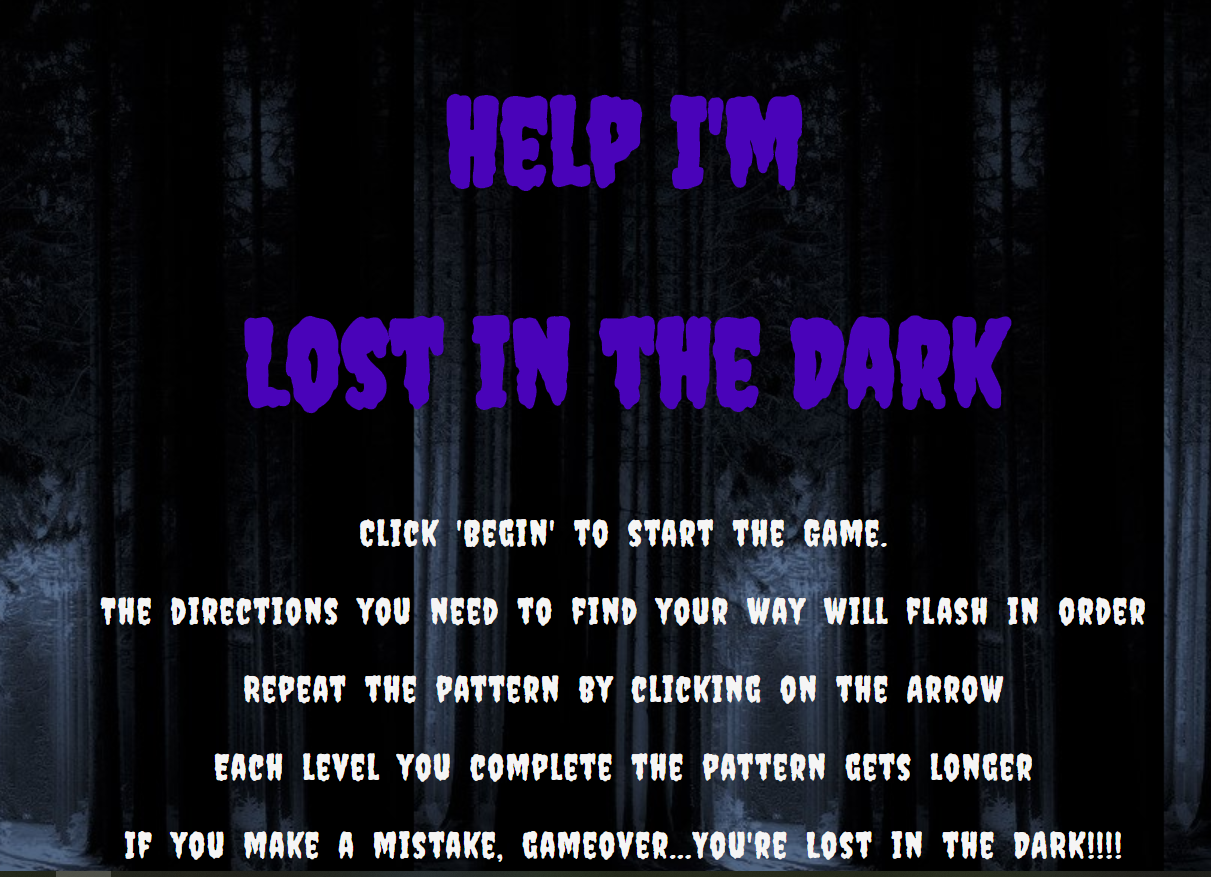 HELP I'M
LOST IN THE DARK
CLICK 'BEGIN' TO START THE GAME.
THE DIRECTIONS YOU NEED TO FIND YOUR WAY WILL FLASH IN ORDER
REPEAT THE PATTERN BY CLICKING ON THE ARROW
EACH LEVEL YOU COMPLETE THE PATTERN GETS LONGER
IF YOU MAKE A MISTAKE, GAMEOVER...YOU'RE LOST IN THE DARK!!!!